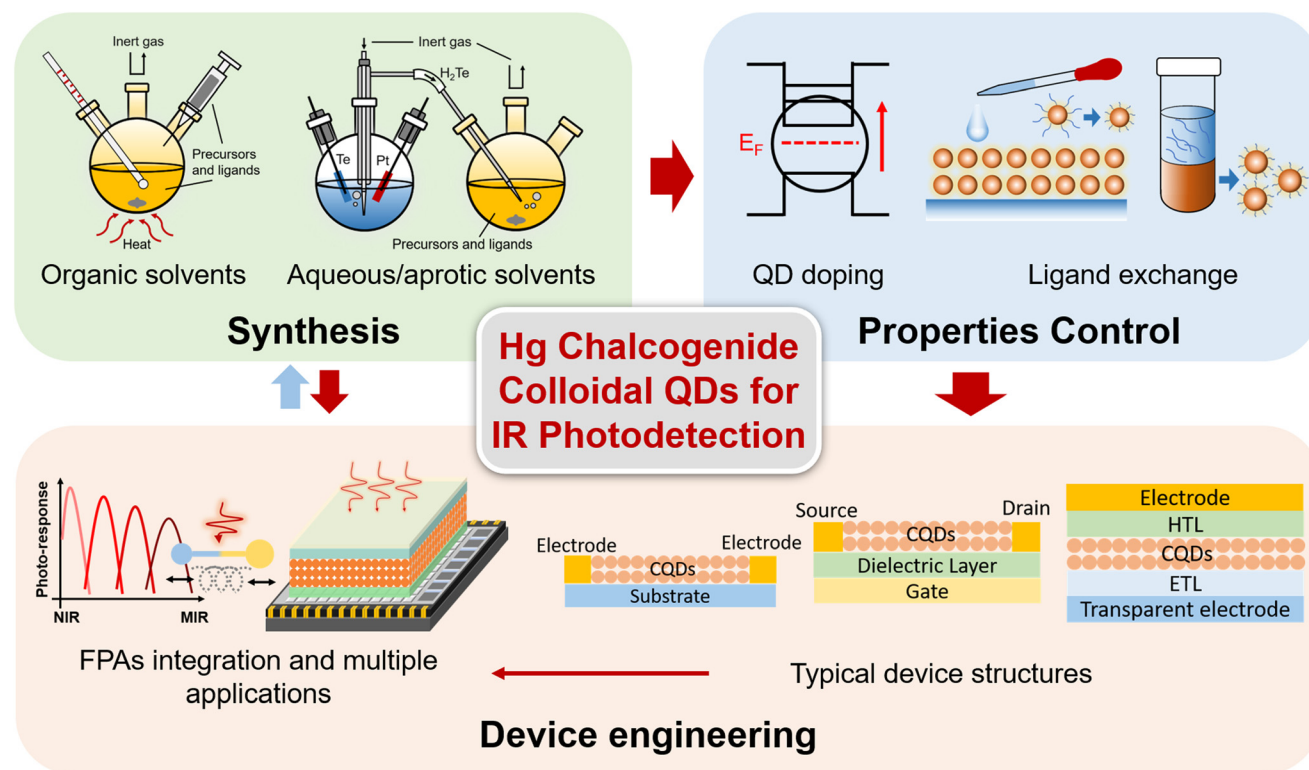 Inert gas
Precursors
and ligands
Heat
Organic solvents
Inert gas
H₂Te
Te
Pt
Precursors and ligands
Aqueous/aprotic solvents
Synthesis
E_F
QD doping
Ligand exchange
Properties Control
Hg Chalcogenide
Colloidal QDs for
IR Photodetection
Photo-response
NIR
MIR
FPAs integration and multiple
applications
Electrode
Electrode
CQDs
Substrate
Source
Drain
CQDs
Dielectric Layer
Gate
Electrode
HTL
CQDs
ETL
Transparent electrode
Typical device structures
Device engineering